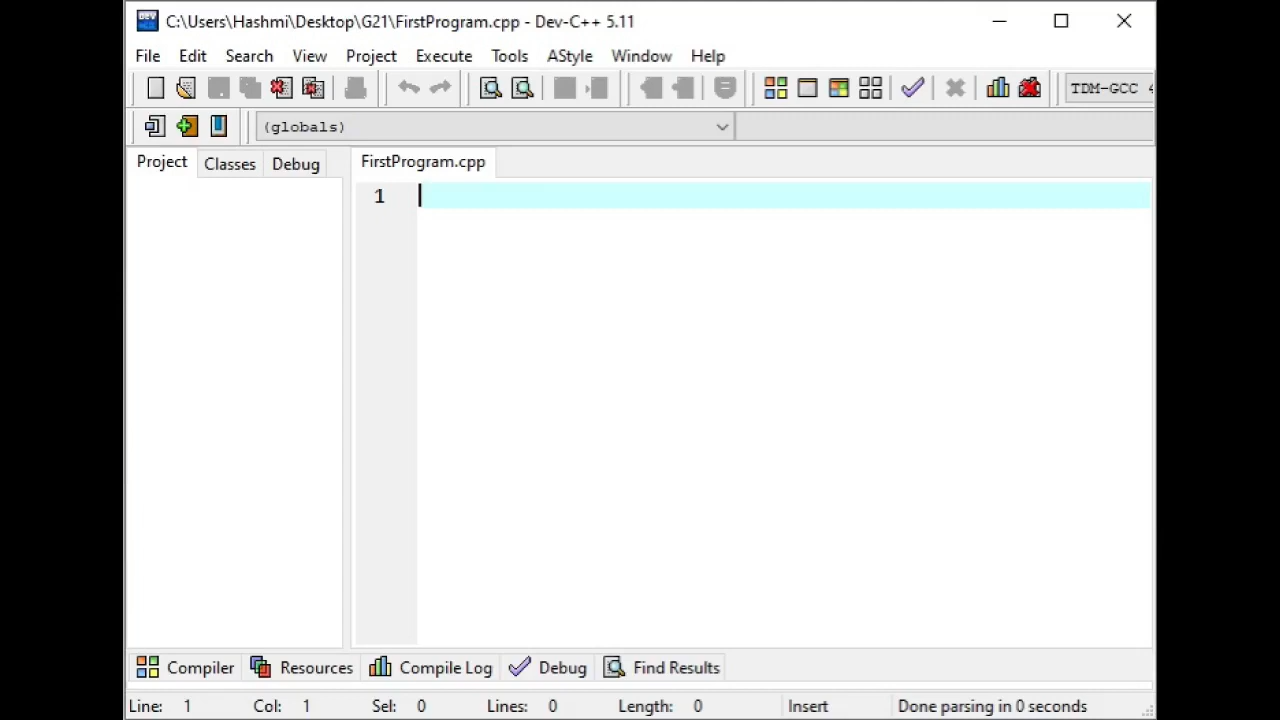 C:\Users\Hashmi\Desktop\G21\FirstProgram.cpp - Dev-C++ 5.11
File Edit Search View Project Execute Tools AStyle Window Help
TDM-GCC
(globals)
Project Classes Debug FirstProgram.cpp
1
Compiler Resources Compile Log Debug Find Results
Line: 1 Col: 1 Sel: 0 Lines: 0 Length: 0 Insert Done parsing in 0 seconds